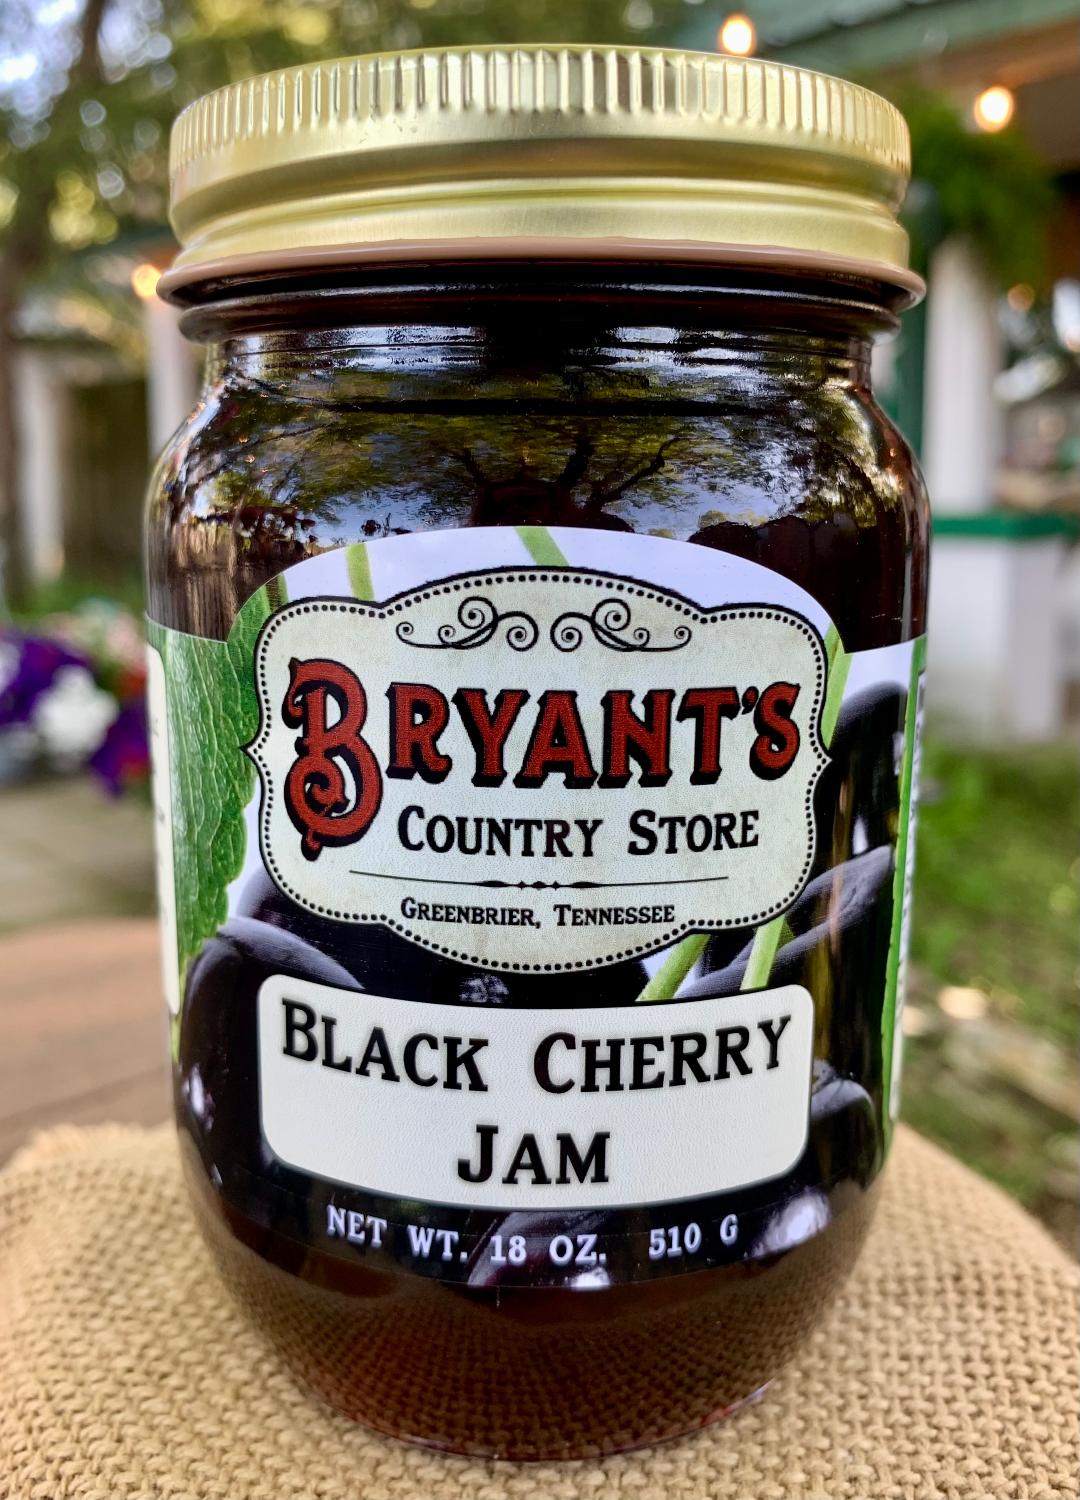 BRYANT'S
COUNTRY STORE
GREENBRIER, TENNESSEE
BLACK CHERRY
JAM
NET WT. 18 OZ. 510 G